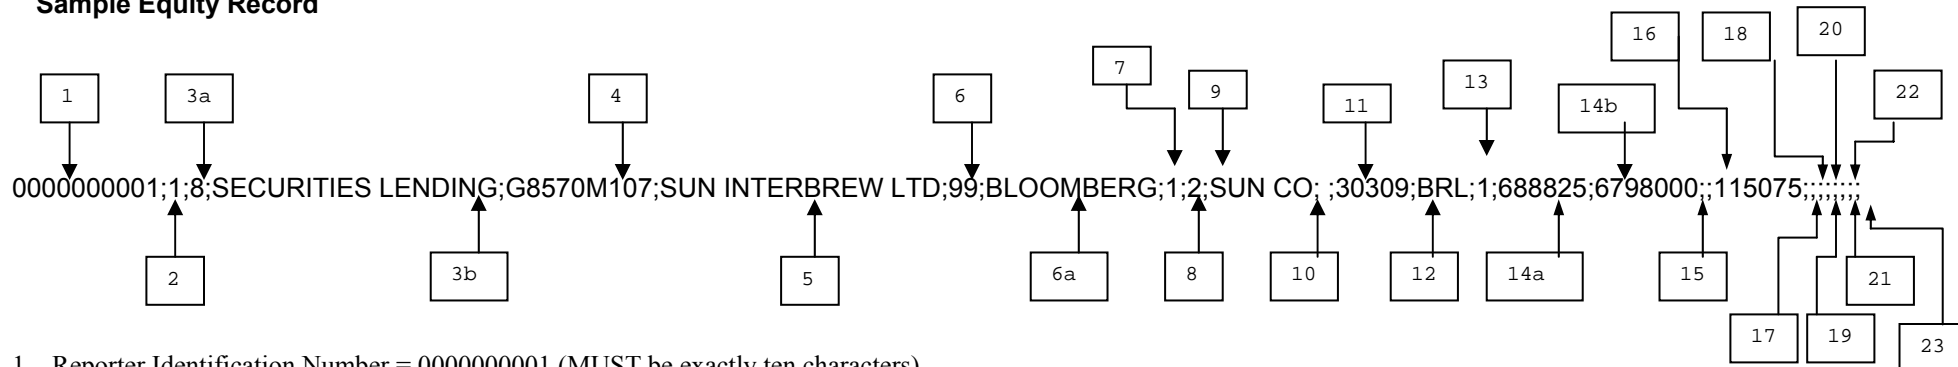 Sample Equity Record
16 18 20
7 13
1 3a 4 6 9 11 14b 22
0000000001;1;8;SECURITIES LENDING;G8570M107;SUN INTERBREW LTD;99;BLOOMBERG;1;2;SUN CO; ;30309;BRL;1;688825;6798000;;115075;;;;;;;
2 3b 5 6a 8 10 12 14a 15 21
17 19 23
1 Reporter Identification Number = 0000000001 (MUST be exactly ten characters)